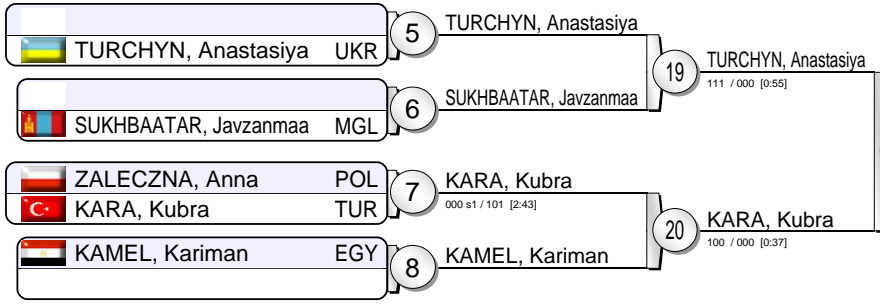 TURCHYN, Anastasiya UKR
5
TURCHYN, Anastasiya
SUKHBAATAR, Javzanmaa MGL
6
SUKHBAATAR, Javzanmaa
19
TURCHYN, Anastasiya
111 / 000 [0:55]
ZALECZNA, Anna POL
KARA, Kubra TUR
7
KARA, Kubra
000 s1 / 101 [2:43]
KAMEL, Kariman EGY
8
KAMEL, Kariman
20
KARA, Kubra
100 / 000 [0:37]